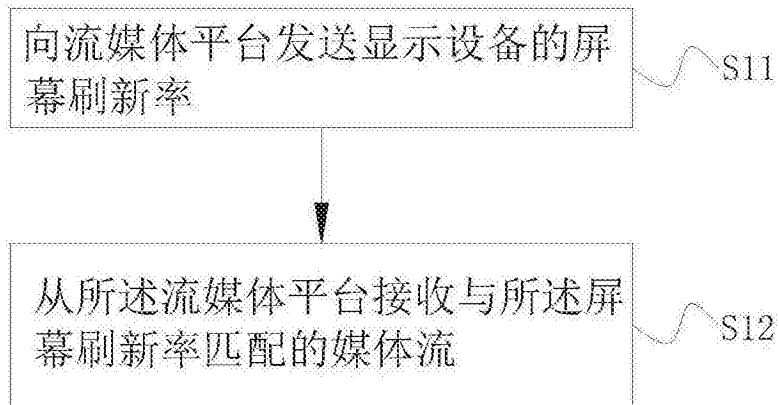 向流媒体平台发送显示设备的屏
幕刷新率
S11
从所述流媒体平台接收与所述屏
幕刷新率匹配的媒体流
S12